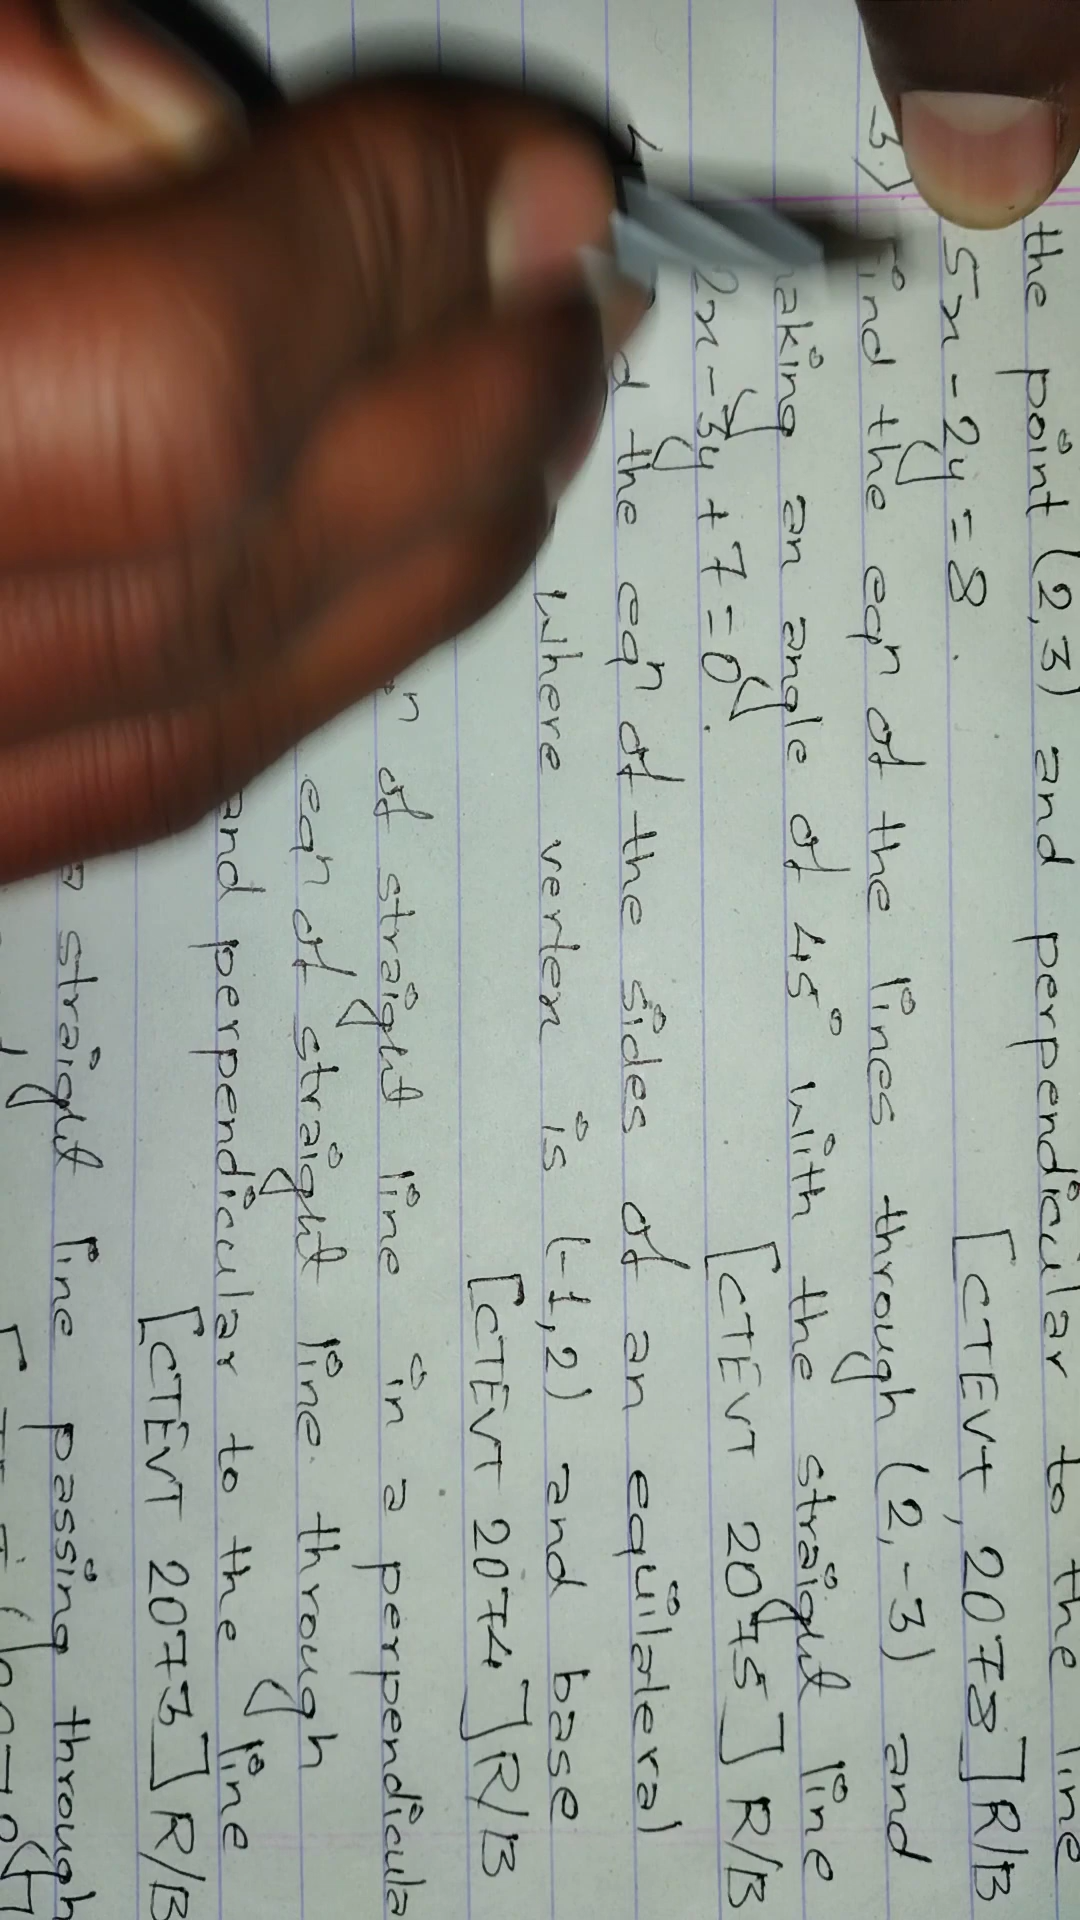 the point (2,3) and perpendicular to the line
5x - 2y = 8. [CTEVT, 2078] R/B
3.) Find the eqn of the lines through (2,-3) and
making an angle of 45° with the straight line
2x - 3y + 7 = 0. [CTEVT 2075] R/B
the eqn of the sides of an equilateral
where vertex is (-1,2) and base
[CTEVT 2074] R/B
of straight line in a perpendicula
eqn of straight line through
and perpendicular to the line
[CTEVT 2073] R/B
straight line passing through